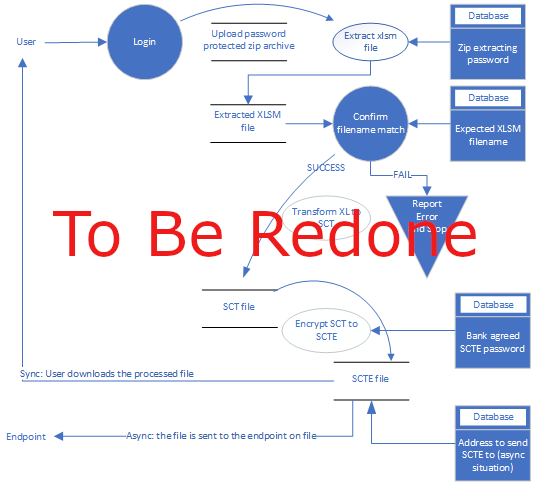 User
Login
Upload password
protected zip archive
Extract xlsm
file
Database
Zip extracting
password
Extracted XLSM
file
Confirm
filename match
Database
Expected XLSM
filename
SUCCESS
FAIL
Report
Error
and Stop
Transform XL to
SCT
To Be Redone
SCT file
Encrypt SCT to
SCTE
Database
Bank agreed
SCTE password
Sync: User downloads the processed file
SCTE file
Endpoint
Async: the file is sent to the endpoint on file
Database
Address to send
SCTE to (async
situation)